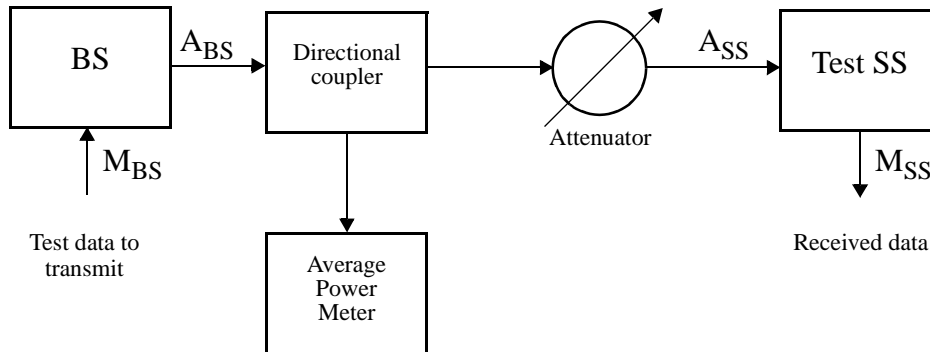 BS
A_BS
Directional
coupler
Attenuator
A_SS
Test SS
M_BS
M_SS
Test data to
transmit
Average
Power
Meter
Received data